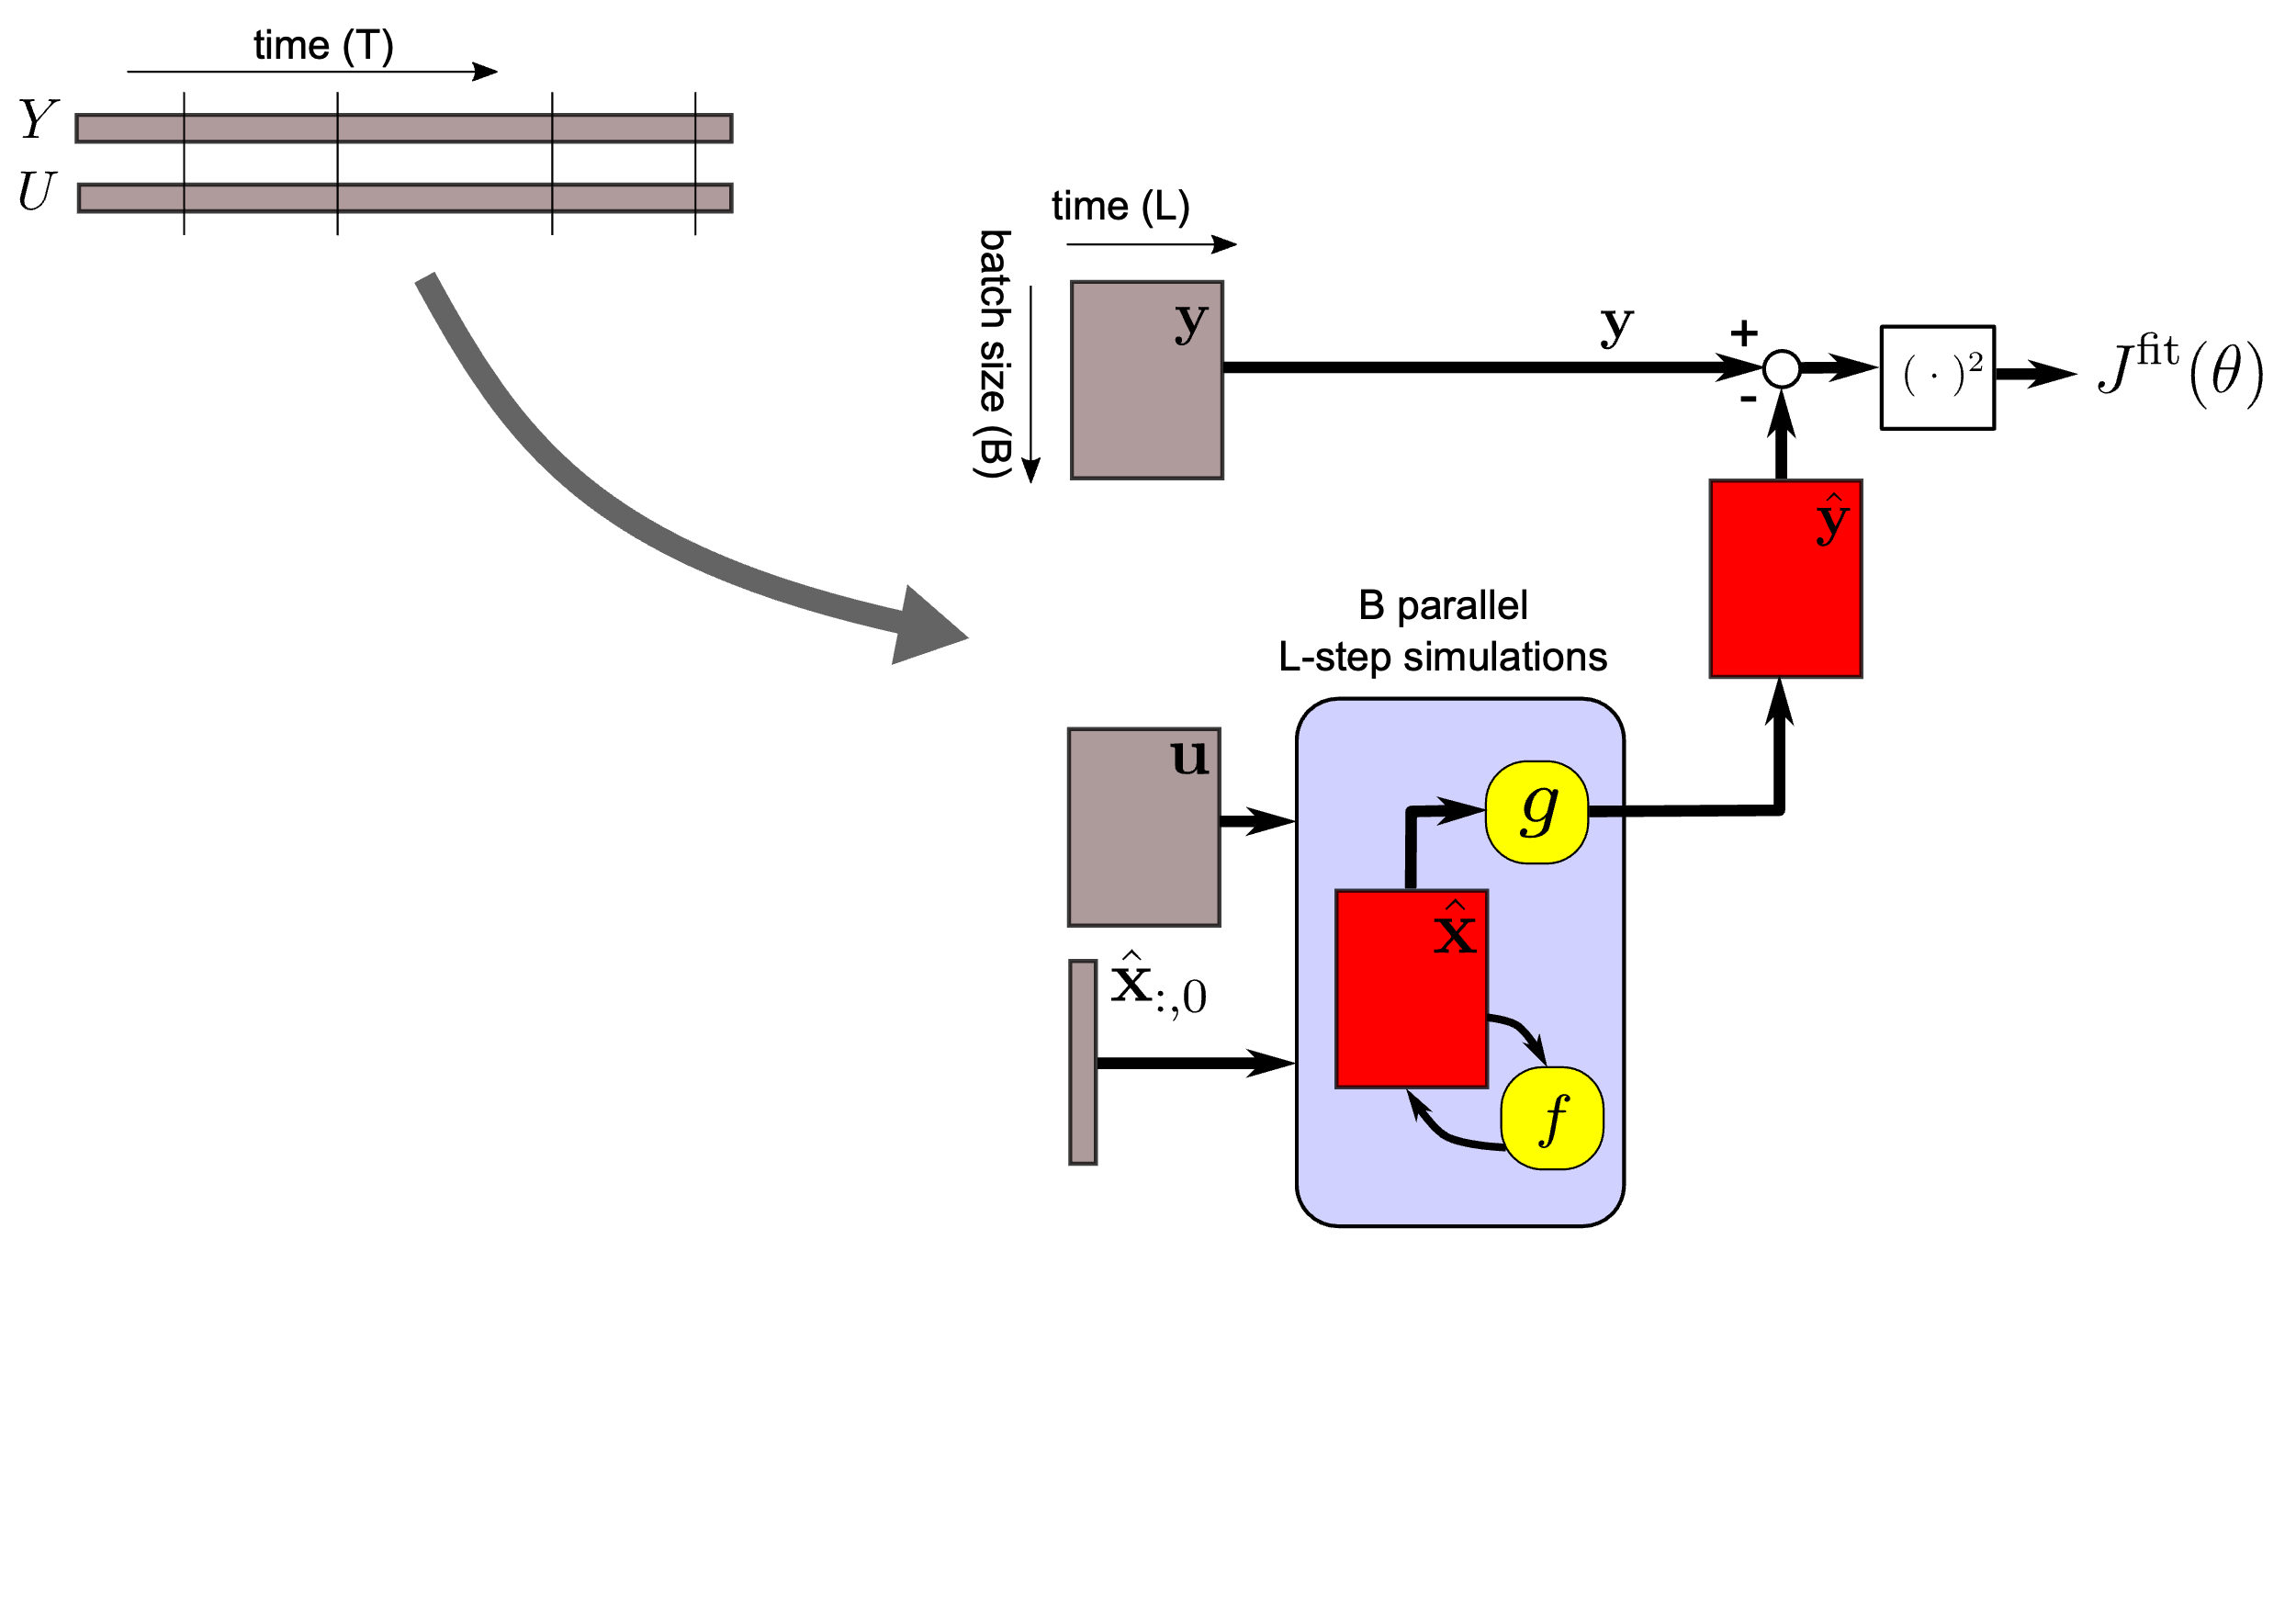 time (T)
Y
U
time (L)
batch size (B)
y
y
+
-
( · )²
J^fit(θ)
ŷ
B parallel
L-step simulations
u
g
x̂
x̂:,0
f